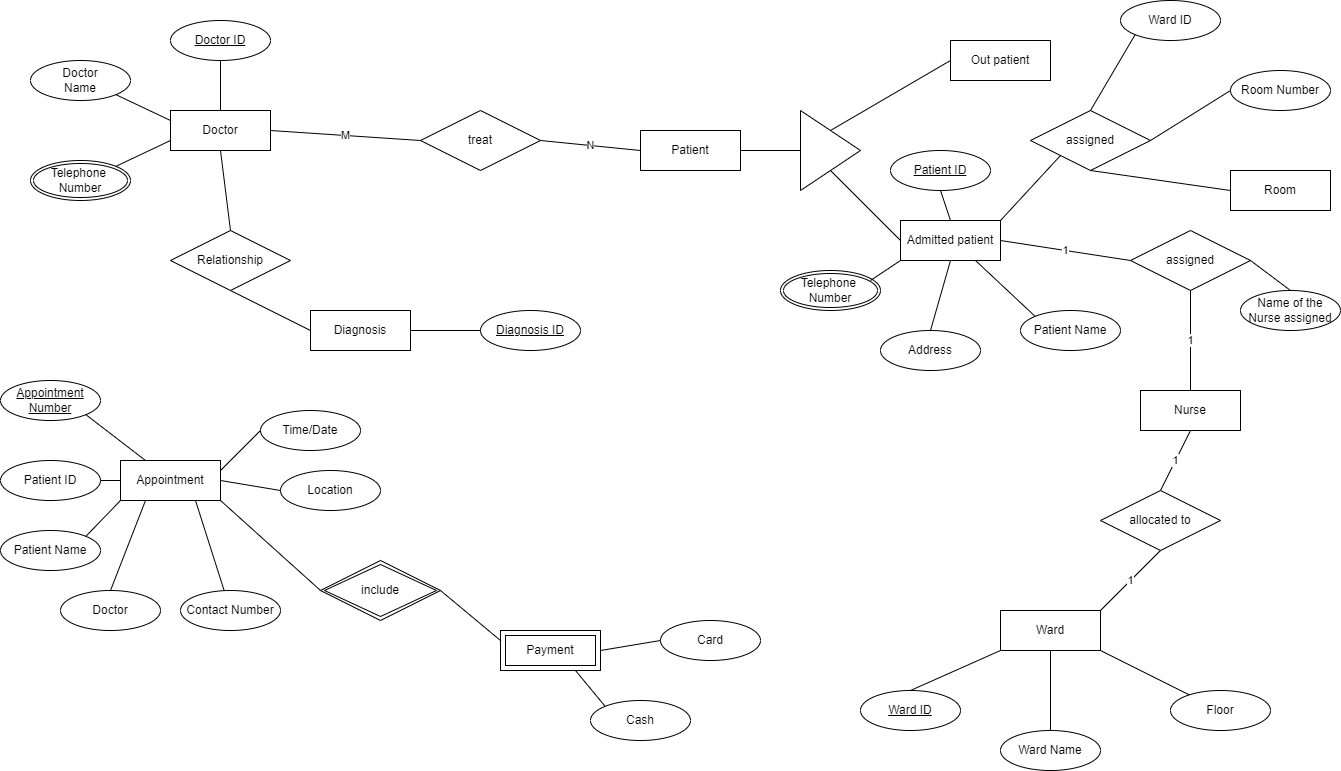 Ward ID
Doctor ID
Out patient
Doctor
Name
Room Number
Doctor
M
treat
N
Patient
assigned
Telephone
Number
Patient ID
Room
Relationship
Admitted patient
1
assigned
Telephone
Number
Name of the
Nurse assigned
Diagnosis
Diagnosis ID
Address
Patient Name
1
Appointment
Number
Time/Date
Nurse
Patient ID
Appointment
Location
1
Patient Name
allocated to
Doctor
Contact Number
include
1
Payment
Card
Ward
Cash
Ward ID
Floor
Ward Name